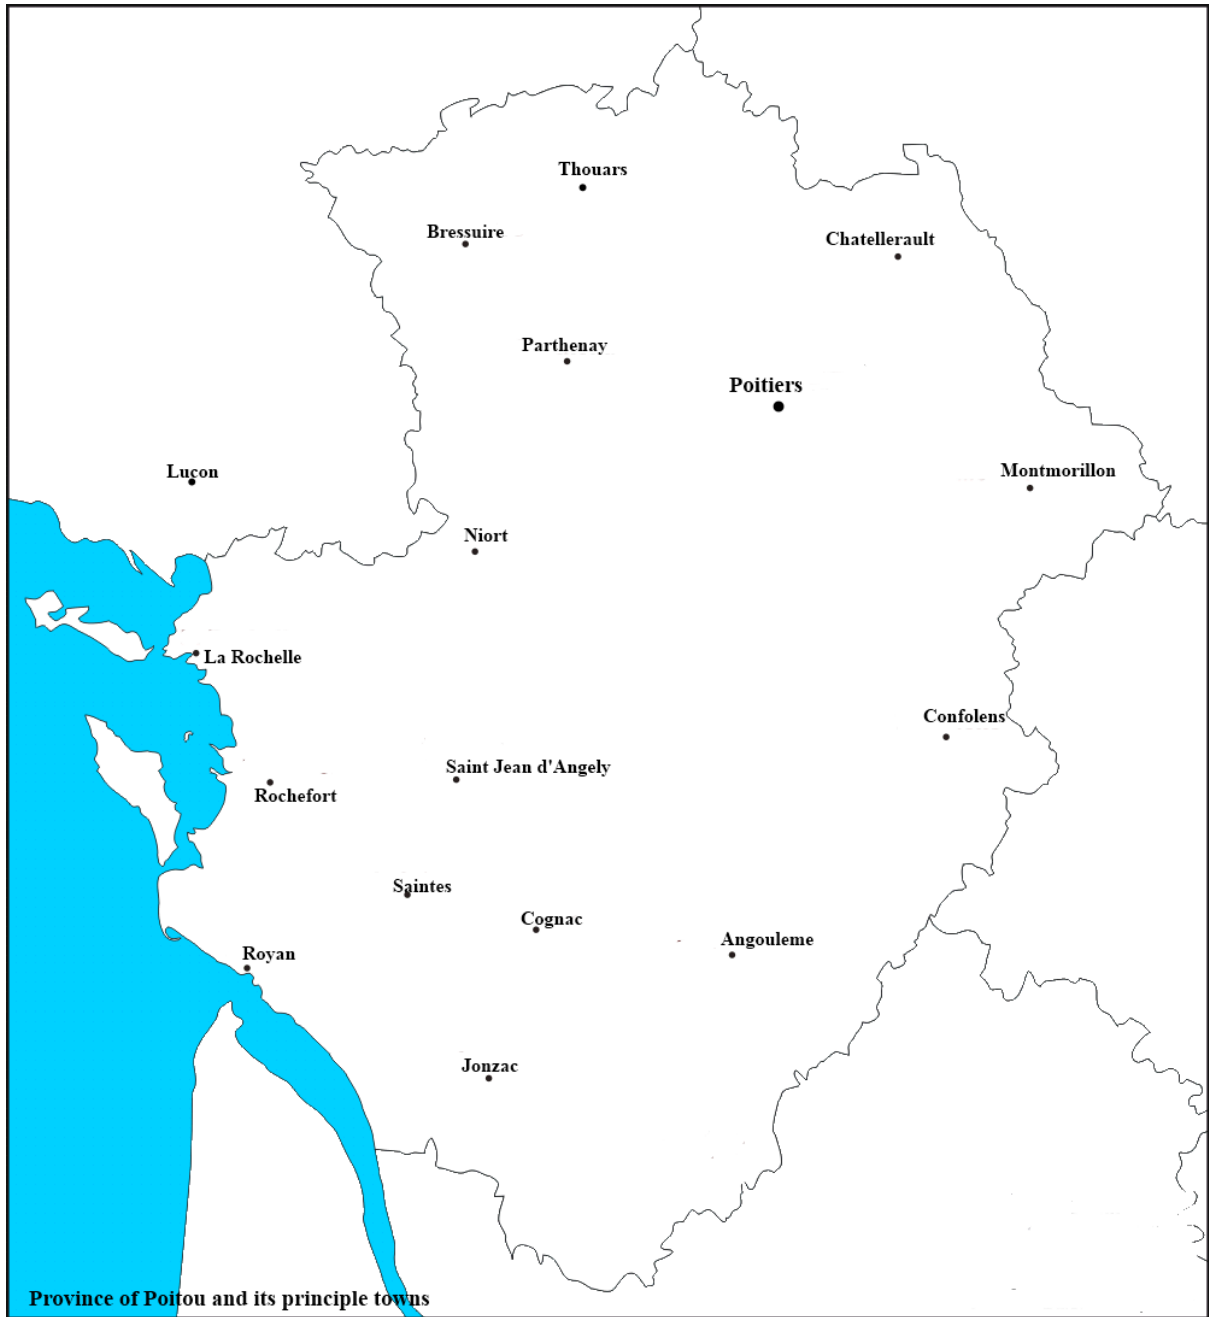 Thouars
Bressuire
Chatellerault
Parthenay
Poitiers
Luçon
Montmorillon
Niort
La Rochelle
Confolens
Saint Jean d'Angely
Rochefort
Saintes
Cognac
Angouleme
Royan
Jonzac
Province of Poitou and its principle towns